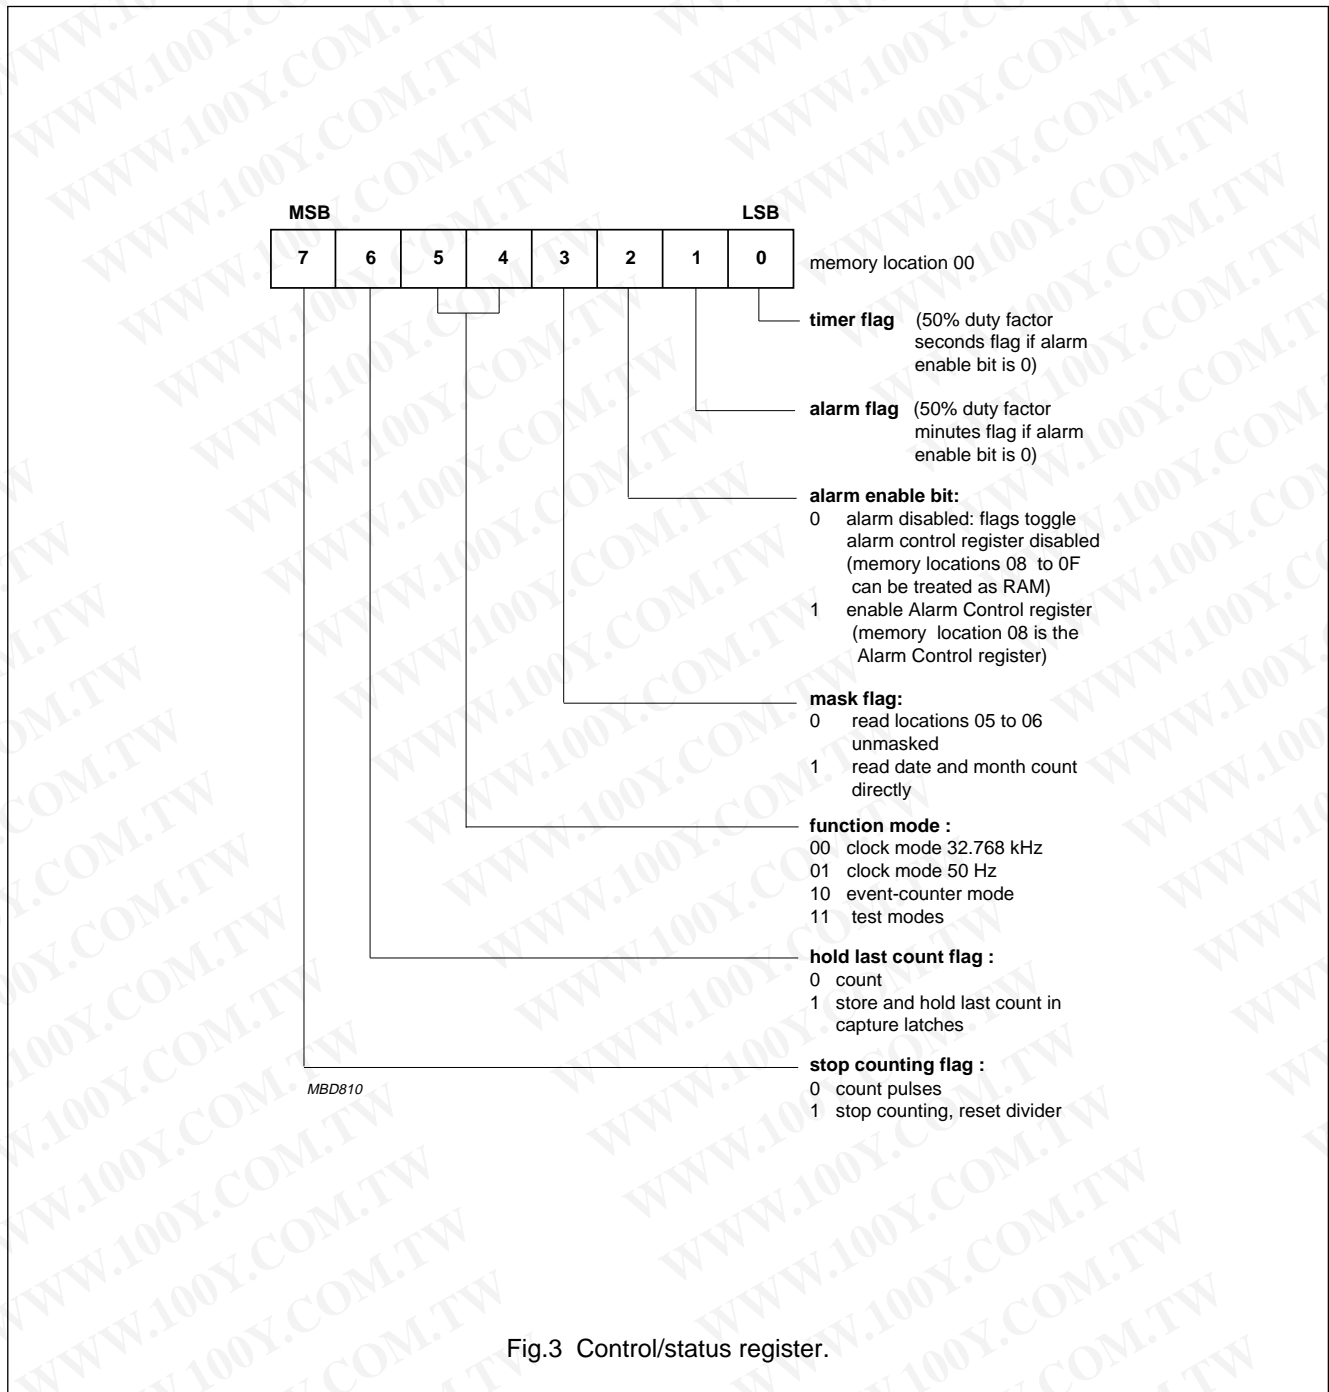 MSB LSB
7 6 5 4 3 2 1 0 memory location 00
timer flag (50% duty factor
seconds flag if alarm
enable bit is 0)
alarm flag (50% duty factor
minutes flag if alarm
enable bit is 0)
alarm enable bit:
0 alarm disabled: flags toggle
alarm control register disabled
(memory locations 08 to 0F
can be treated as RAM)
1 enable Alarm Control register
(memory location 08 is the
Alarm Control register)
mask flag:
0 read locations 05 to 06
unmasked
1 read date and month count
directly
function mode :
00 clock mode 32.768 kHz
01 clock mode 50 Hz
10 event-counter mode
11 test modes
hold last count flag :
0 count
1 store and hold last count in
capture latches
stop counting flag :
0 count pulses
1 stop counting, reset divider
MBD810
Fig.3 Control/status register.
WWW.100Y.COM.TW